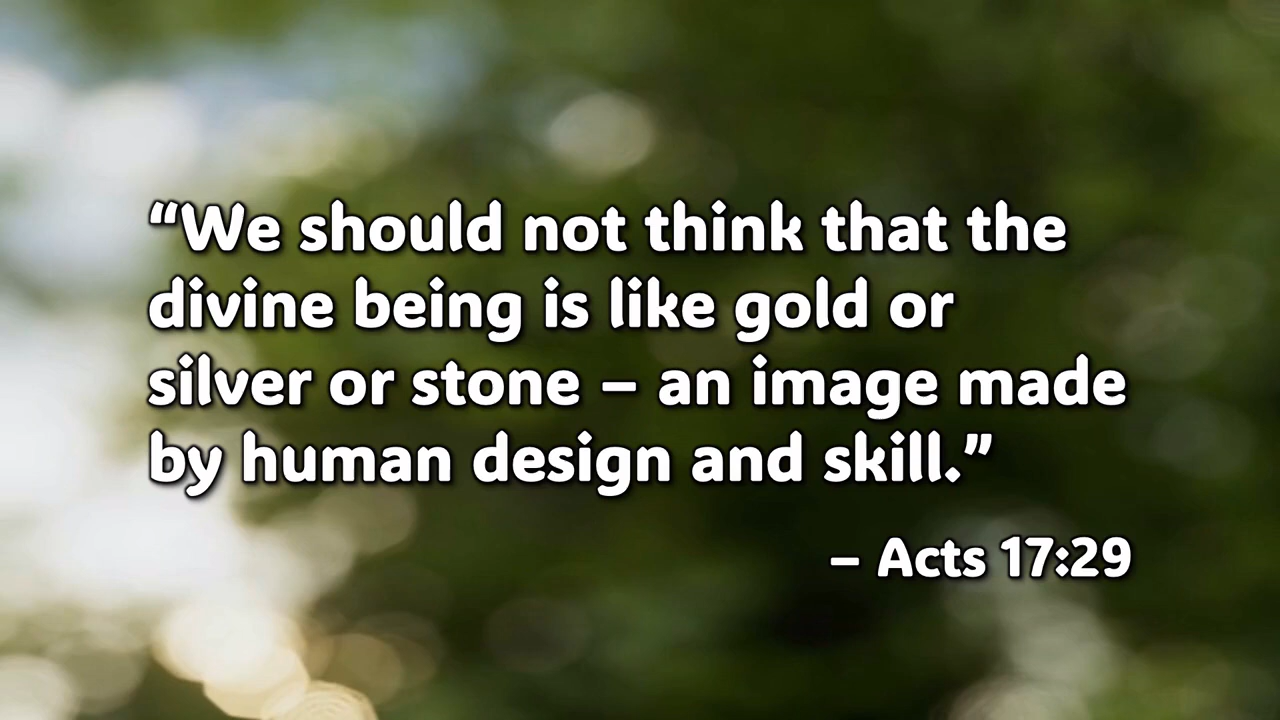 “We should not think that the
divine being is like gold or
silver or stone – an image made
by human design and skill.”
– Acts 17:29